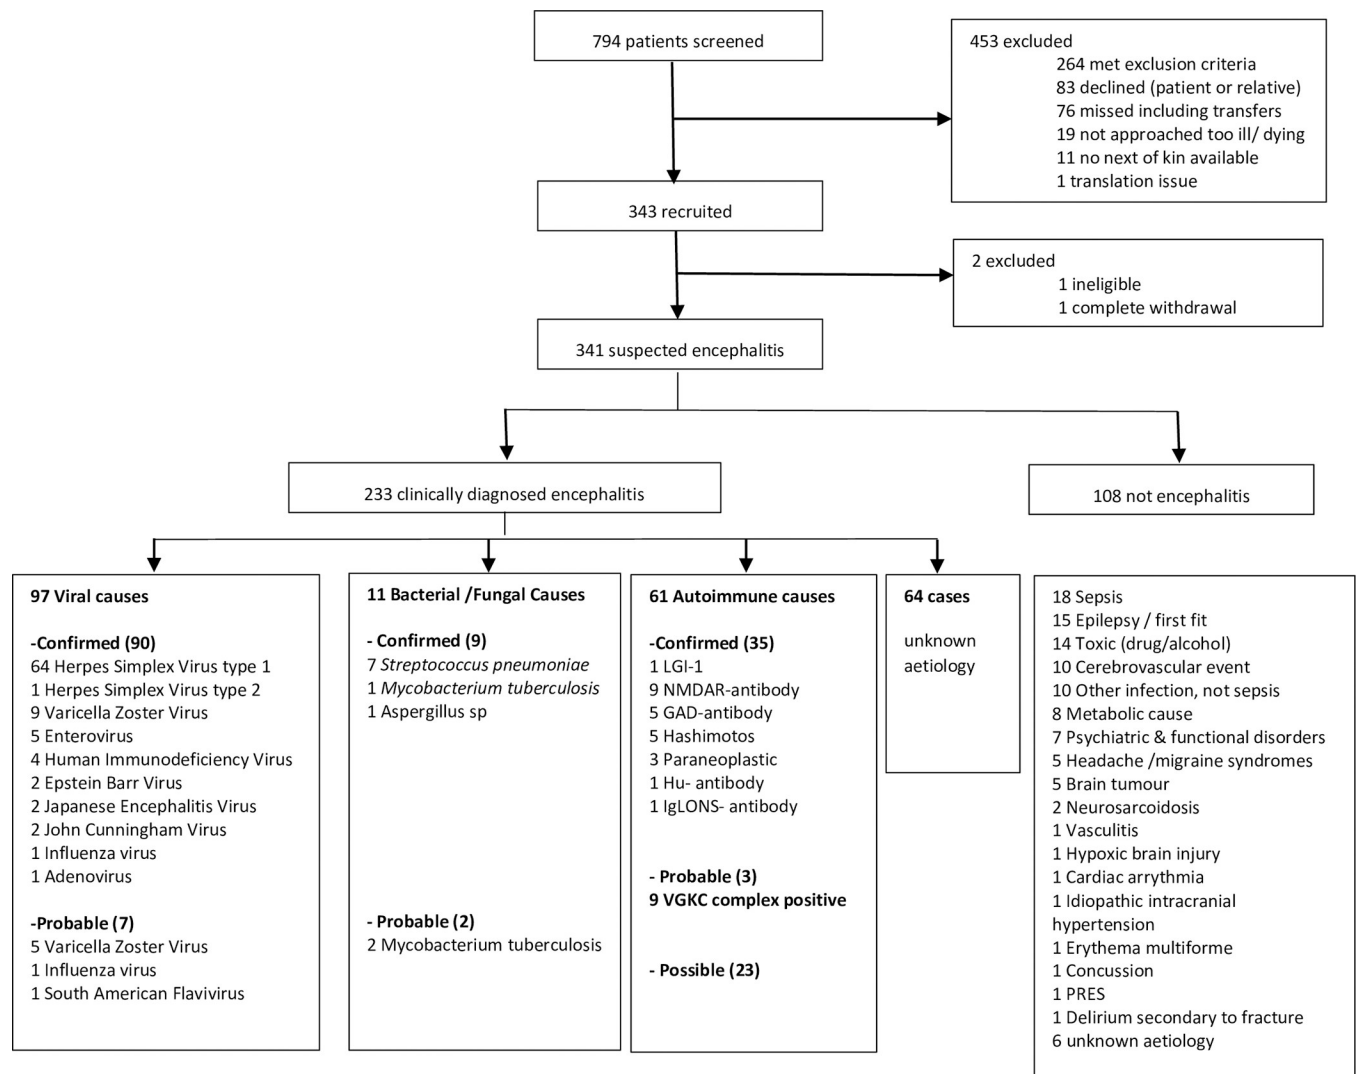 794 patients screened
453 excluded
264 met exclusion criteria
83 declined (patient or relative)
76 missed including transfers
19 not approached too ill/ dying
11 no next of kin available
1 translation issue
343 recruited
2 excluded
1 ineligible
1 complete withdrawal
341 suspected encephalitis
233 clinically diagnosed encephalitis
108 not encephalitis
97 Viral causes
-Confirmed (90)
64 Herpes Simplex Virus type 1
1 Herpes Simplex Virus type 2
9 Varicella Zoster Virus
5 Enterovirus
4 Human Immunodeficiency Virus
2 Epstein Barr Virus
2 Japanese Encephalitis Virus
2 John Cunningham Virus
1 Influenza virus
1 Adenovirus
-Probable (7)
5 Varicella Zoster Virus
1 Influenza virus
1 South American Flavivirus
11 Bacterial /Fungal Causes
- Confirmed (9)
7 Streptococcus pneumoniae
1 Mycobacterium tuberculosis
1 Aspergillus sp
- Probable (2)
2 Mycobacterium tuberculosis
61 Autoimmune causes
-Confirmed (35)
1 LGI-1
9 NMDAR-antibody
5 GAD-antibody
5 Hashimotos
3 Paraneoplastic
1 Hu- antibody
1 IgLONS- antibody
- Probable (3)
9 VGKC complex positive
- Possible (23)
64 cases
unknown
aetiology
18 Sepsis
15 Epilepsy / first fit
14 Toxic (drug/alcohol)
10 Cerebrovascular event
10 Other infection, not sepsis
8 Metabolic cause
7 Psychiatric & functional disorders
5 Headache /migraine syndromes
5 Brain tumour
2 Neurosarcoidosis
1 Vasculitis
1 Hypoxic brain injury
1 Cardiac arrythmia
1 Idiopathic intracranial
hypertension
1 Erythema multiforme
1 Concussion
1 PRES
1 Delirium secondary to fracture
6 unknown aetiology